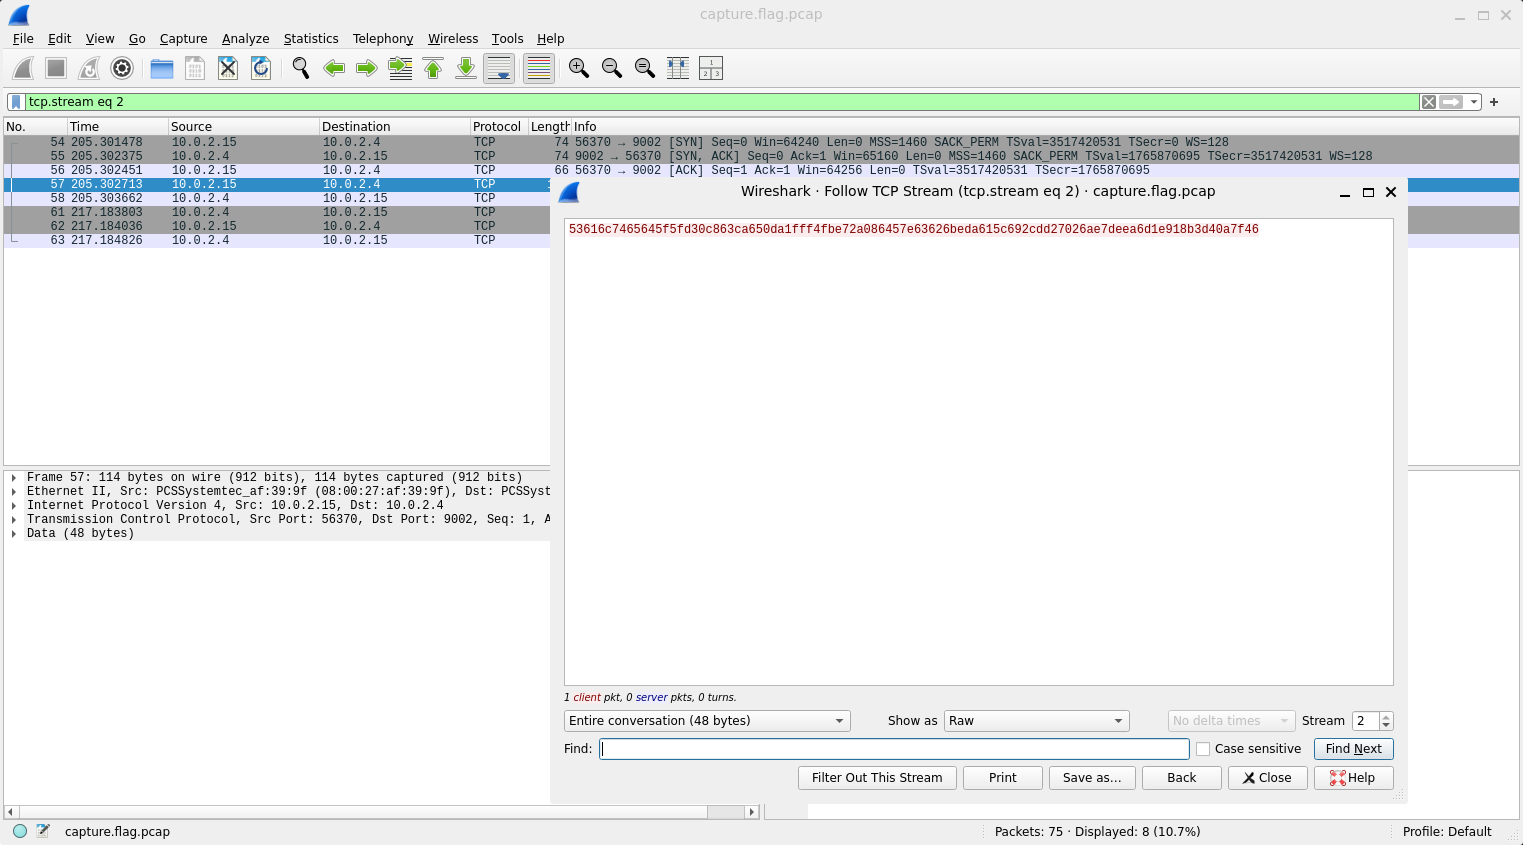 capture.flag.pcap
File Edit View Go Capture Analyze Statistics Telephony Wireless Tools Help
tcp.stream eq 2
No. Time Source Destination Protocol Length Info
54 205.301478 10.0.2.15 10.0.2.4 TCP 74 56370 → 9002 [SYN] Seq=0 Win=64240 Len=0 MSS=1460 SACK_PERM TSval=3517420531 TSecr=0 WS=128
55 205.302375 10.0.2.4 10.0.2.15 TCP 74 9002 → 56370 [SYN, ACK] Seq=0 Ack=1 Win=65160 Len=0 MSS=1460 SACK_PERM TSval=1765870695 TSecr=3517420531 WS=128
56 205.302451 10.0.2.15 10.0.2.4 TCP 66 56370 → 9002 [ACK] Seq=1 Ack=1 Win=64256 Len=0 TSval=3517420531 TSecr=1765870695
57 205.302713 10.0.2.15 10.0.2.4 TCP
58 205.303662 10.0.2.4 10.0.2.15 TCP
61 217.183803 10.0.2.4 10.0.2.15 TCP
62 217.184036 10.0.2.15 10.0.2.4 TCP
63 217.184826 10.0.2.4 10.0.2.15 TCP
Frame 57: 114 bytes on wire (912 bits), 114 bytes captured (912 bits)
Ethernet II, Src: PCSSystemtec_af:39:9f (08:00:27:af:39:9f), Dst: PCSSyst
Internet Protocol Version 4, Src: 10.0.2.15, Dst: 10.0.2.4
Transmission Control Protocol, Src Port: 56370, Dst Port: 9002, Seq: 1, A
Data (48 bytes)
Wireshark · Follow TCP Stream (tcp.stream eq 2) · capture.flag.pcap
53616c7465645f5fd30c863ca650da1fff4fbe72a086457e63626beda615c692cdd27026ae7deea6d1e918b3d40a7f46
1 client pkt, 0 server pkts, 0 turns.
Entire conversation (48 bytes) Show as Raw No delta times Stream 2
Find: Case sensitive Find Next
Filter Out This Stream Print Save as... Back Close Help
capture.flag.pcap Packets: 75 · Displayed: 8 (10.7%) Profile: Default